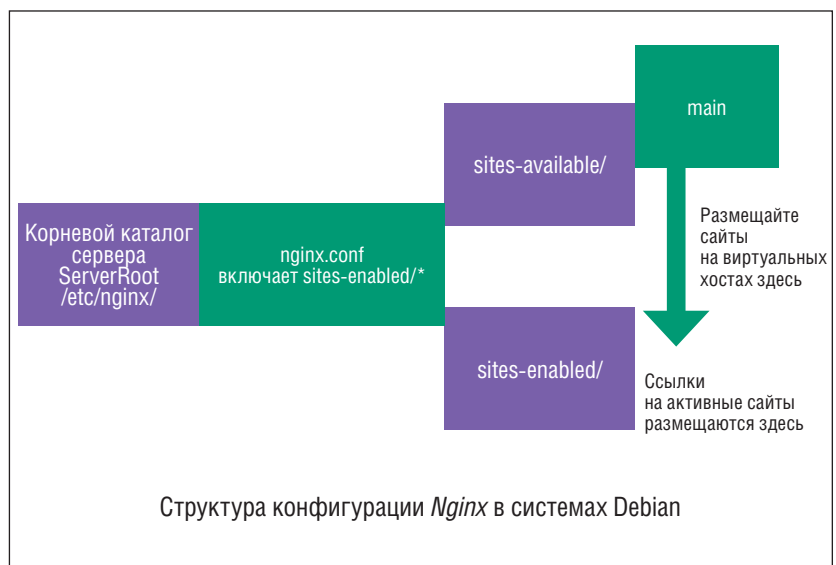 main
sites-available/
Корневой каталог
сервера
ServerRoot
/etc/nginx/
nginx.conf
включает sites-enabled/*
Размещайте
сайты
на виртуальных
хостах здесь
sites-enabled/
Ссылки
на активные сайты
размещаются здесь
Структура конфигурации Nginx в системах Debian